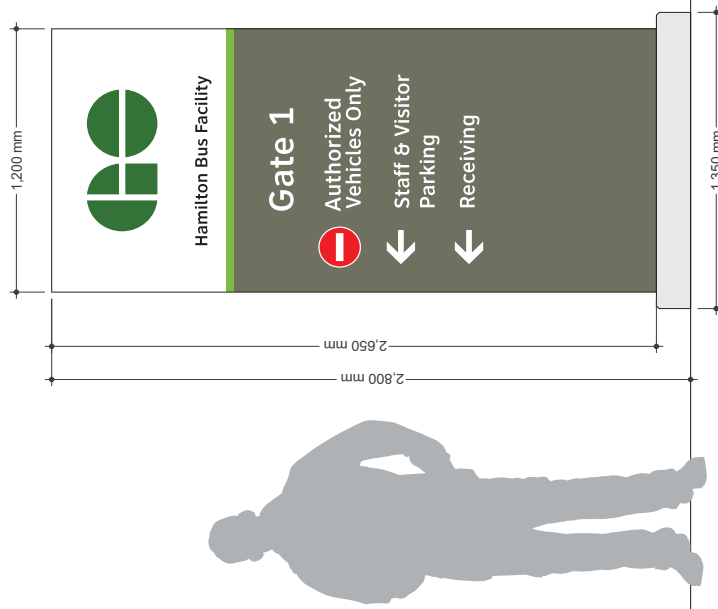 1,200 mm
GO
Hamilton Bus Facility
Gate 1
Authorized
Vehicles Only
Staff & Visitor
Parking
Receiving
2,650 mm
2,800 mm
1,350 mm